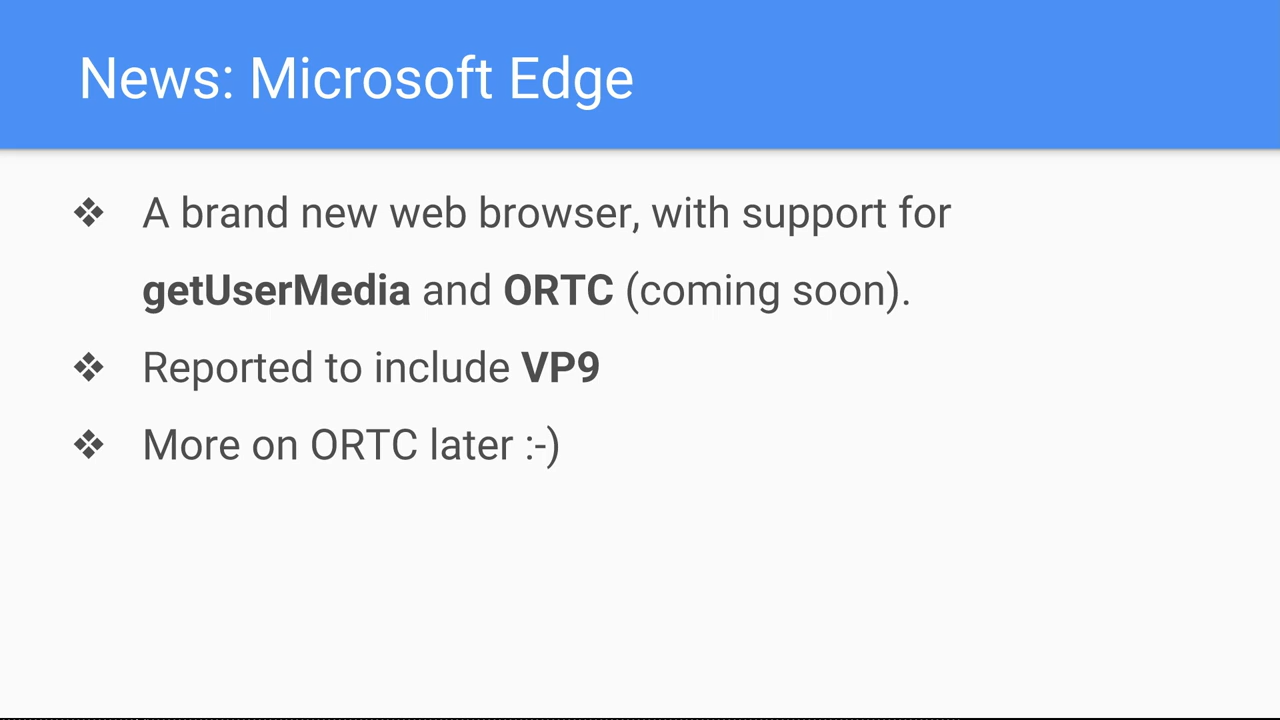 News: Microsoft Edge
❖ A brand new web browser, with support for
getUserMedia and ORTC (coming soon).
❖ Reported to include VP9
❖ More on ORTC later :-)